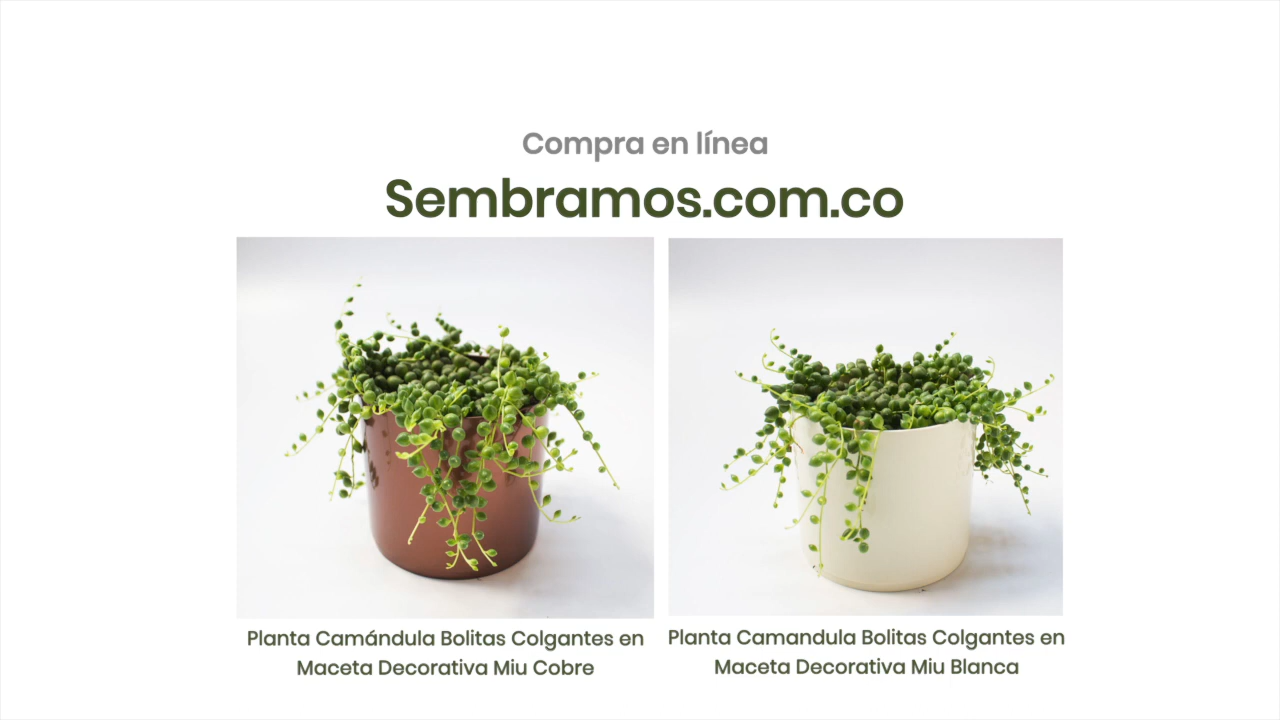 Compra en línea
Sembramos.com.co
Planta Camándula Bolitas Colgantes en
Maceta Decorativa Miu Cobre
Planta Camandula Bolitas Colgantes en
Maceta Decorativa Miu Blanca